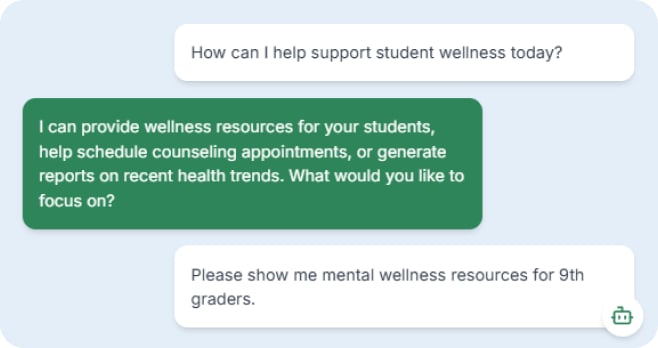 How can I help support student wellness today?
I can provide wellness resources for your students,
help schedule counseling appointments, or generate
reports on recent health trends. What would you like to
focus on?
Please show me mental wellness resources for 9th
graders.